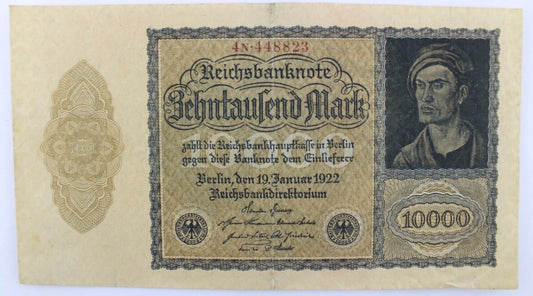 4N·448823
Reichsbanknote
Zehntausend Mark
zahlt die Reichsbankhauptkasse in Berlin
gegen diese Banknote dem Einlieferer
Berlin, den 19. Januar 1922
Reichsbankdirektorium
10000